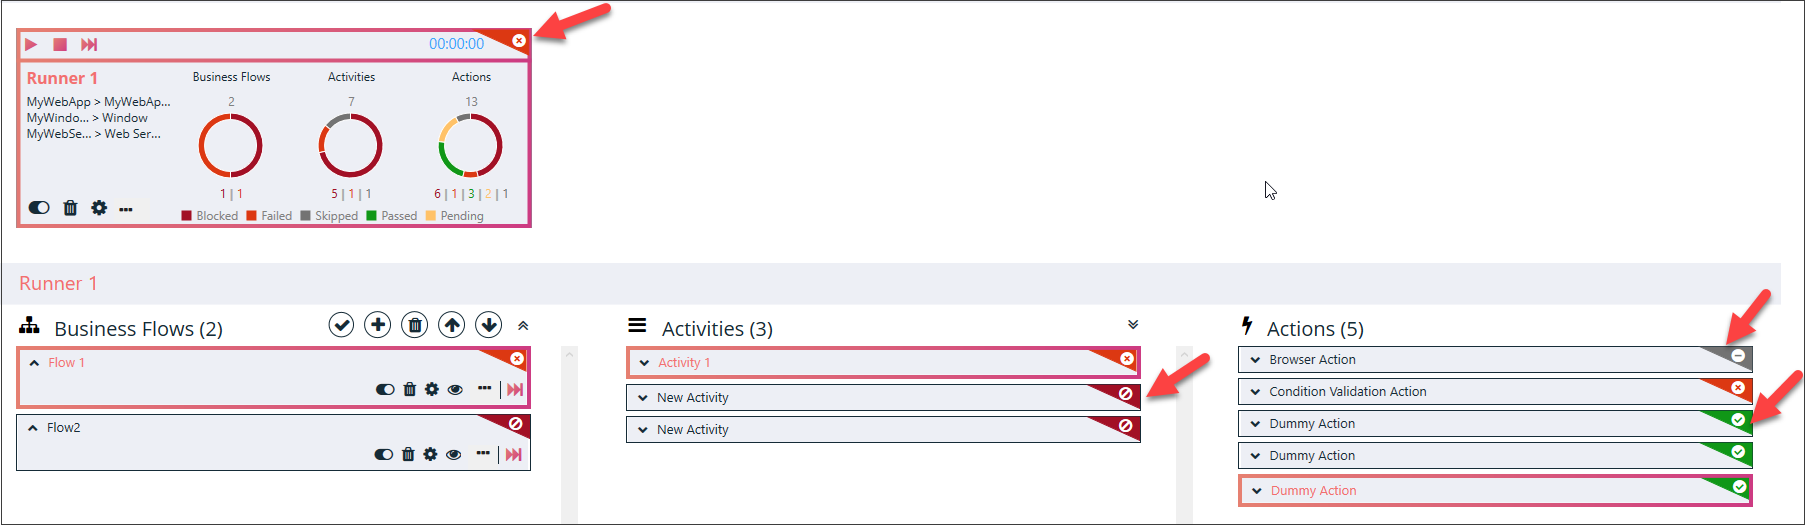 00:00:00
Runner 1
MyWebApp > MyWebAp...
MyWindo... > Window
MyWebSe... > Web Ser...
Business Flows
2
1 | 1
Activities
7
5 | 1 | 1
Actions
13
6 | 1 | 3 | 2 | 1
Blocked
Failed
Skipped
Passed
Pending
Runner 1
Business Flows (2)
Flow 1
Flow2
Activities (3)
Activity 1
New Activity
New Activity
Actions (5)
Browser Action
Condition Validation Action
Dummy Action
Dummy Action
Dummy Action